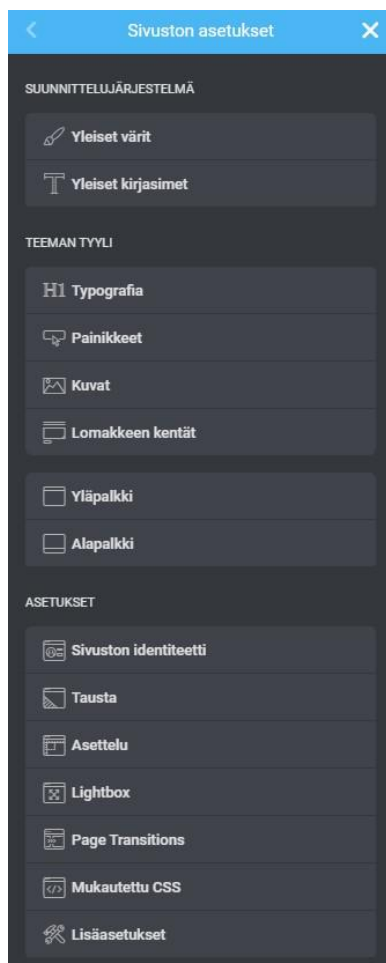 Sivuston asetukset
SUUNNITTELUJÄRJESTELMÄ
Yleiset värit
Yleiset kirjasimet
TEEMAN TYYLI
H1 Typografia
Painikkeet
Kuvat
Lomakkeen kentät
Yläpalkki
Alapalkki
ASETUKSET
Sivuston identiteetti
Tausta
Asettelu
Lightbox
Page Transitions
Mukautettu CSS
Lisäasetukset